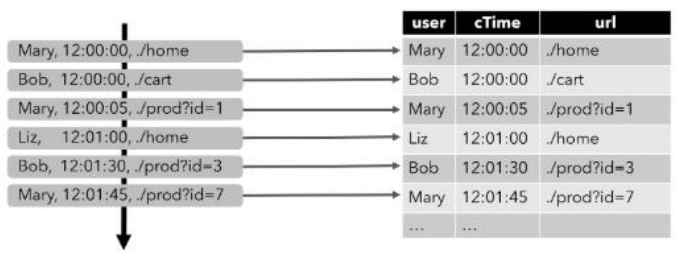 user cTime url
Mary, 12:00:00, ./home Mary 12:00:00 ./home
Bob, 12:00:00, ./cart Bob 12:00:00 ./cart
Mary, 12:00:05, ./prod?id=1 Mary 12:00:05 ./prod?id=1
Liz, 12:01:00, ./home Liz 12:01:00 ./home
Bob, 12:01:30, ./prod?id=3 Bob 12:01:30 ./prod?id=3
Mary, 12:01:45, ./prod?id=7 Mary 12:01:45 ./prod?id=7
... ...